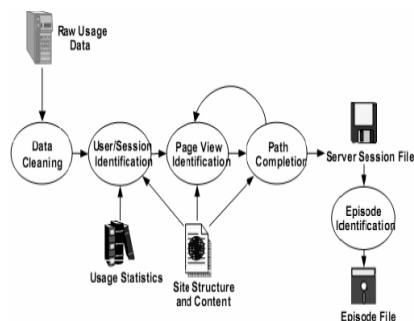 Raw Usage
Data
Data
Cleaning
User/Session
Identification
Page View
Identification
Path
Completion
Server Session File
Episode
Identification
Usage Statistics
Site Structure
and Content
Episode File